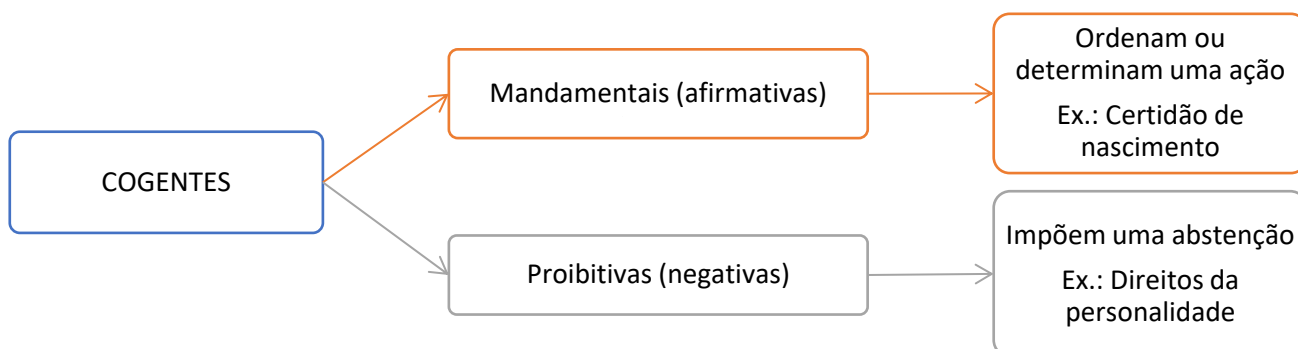 COGENTES
Mandamentais (afirmativas)
Ordenam ou
determinam uma ação
Ex.: Certidão de
nascimento
Proibitivas (negativas)
Impõem uma abstenção
Ex.: Direitos da
personalidade